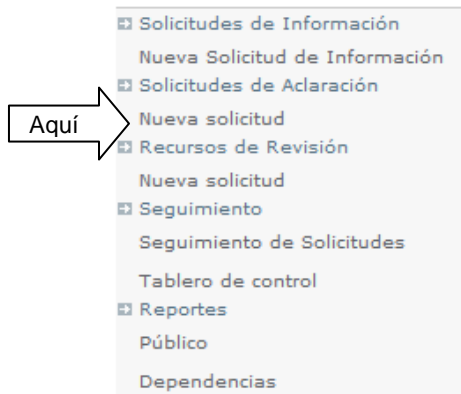 Solicitudes de Información
Nueva Solicitud de Información
Solicitudes de Aclaración
Aquí
Nueva solicitud
Recursos de Revisión
Nueva solicitud
Seguimiento
Seguimiento de Solicitudes
Tablero de control
Reportes
Público
Dependencias